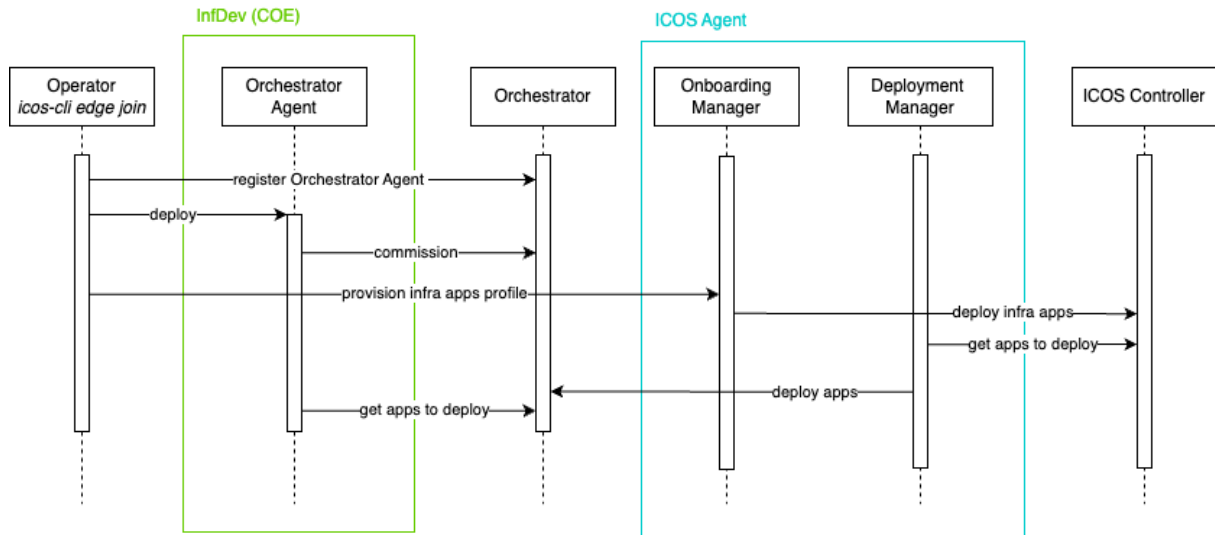 InfDev (COE)
ICOS Agent
Operator
icos-cli edge join
Orchestrator
Agent
Orchestrator
Onboarding
Manager
Deployment
Manager
ICOS Controller
register Orchestrator Agent
deploy
commission
provision infra apps profile
deploy infra apps
get apps to deploy
deploy apps
get apps to deploy